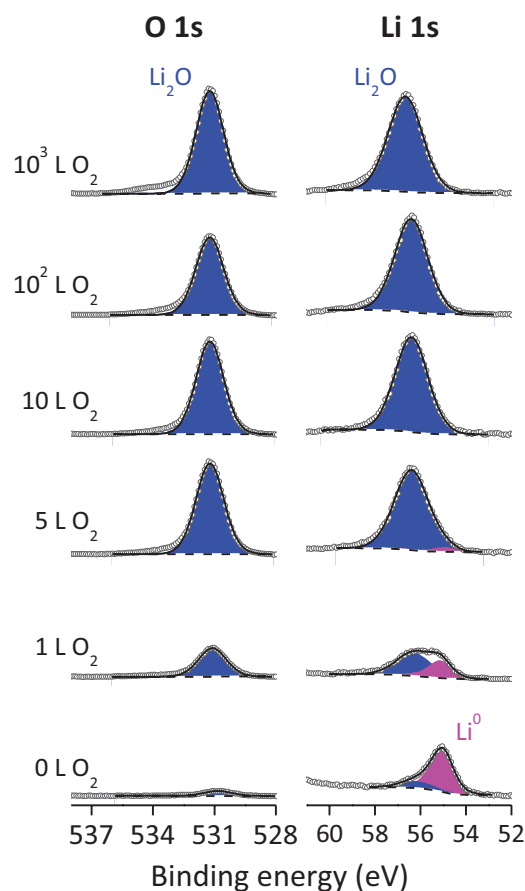 O 1s Li 1s
Li₂O Li₂O
10³ L O₂
10² L O₂
10 L O₂
5 L O₂
1 L O₂
Li⁰
0 L O₂
537 534 531 528 60 58 56 54 52
Binding energy (eV)